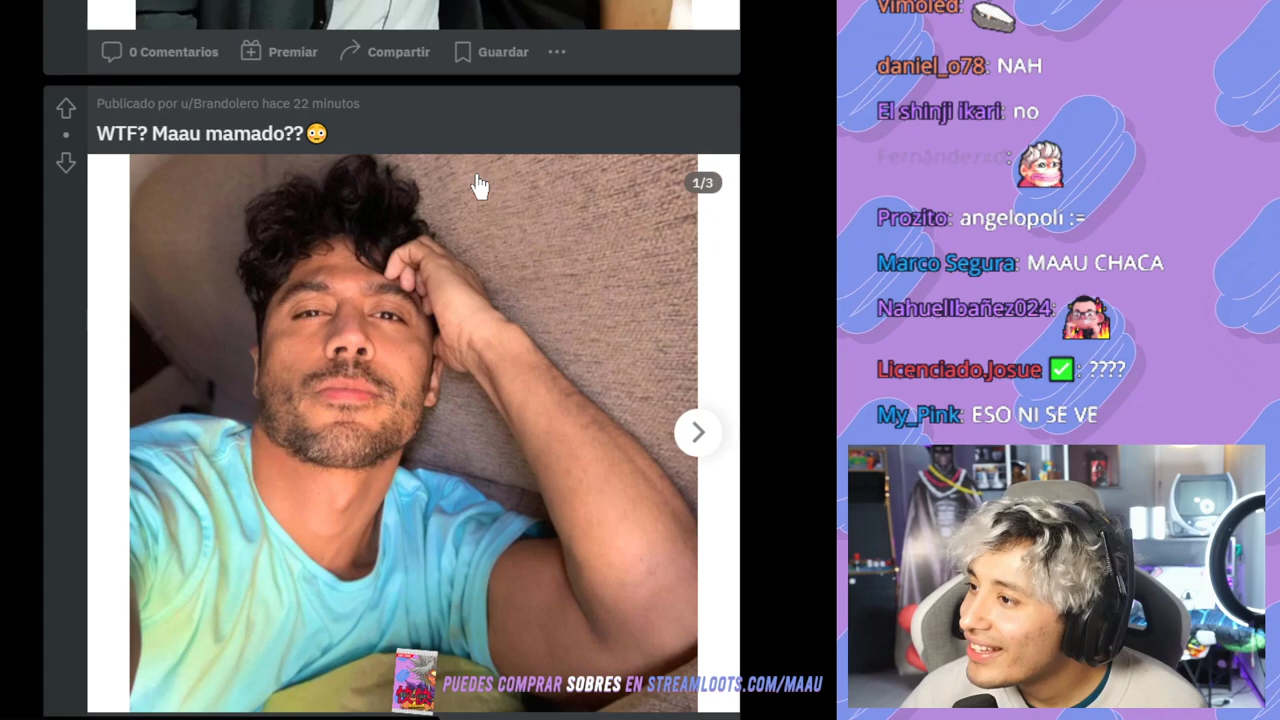 0 Comentarios Premiar Compartir Guardar
Publicado por u/Brandolero hace 22 minutos
WTF? Maau mamado??😳
1/3
PUEDES COMPRAR SOBRES EN STREAMLOOTS.COM/MAAU
Vimoled:
daniel_o78: NAH
El shinji ikari: no
Fernándezxd:
Prozito: angelopoli :=
Marco Segura: MAAU CHACA
NahuelIbañez024:
Licenciado.Josue ✅: ????
My_Pink: ESO NI SE VE